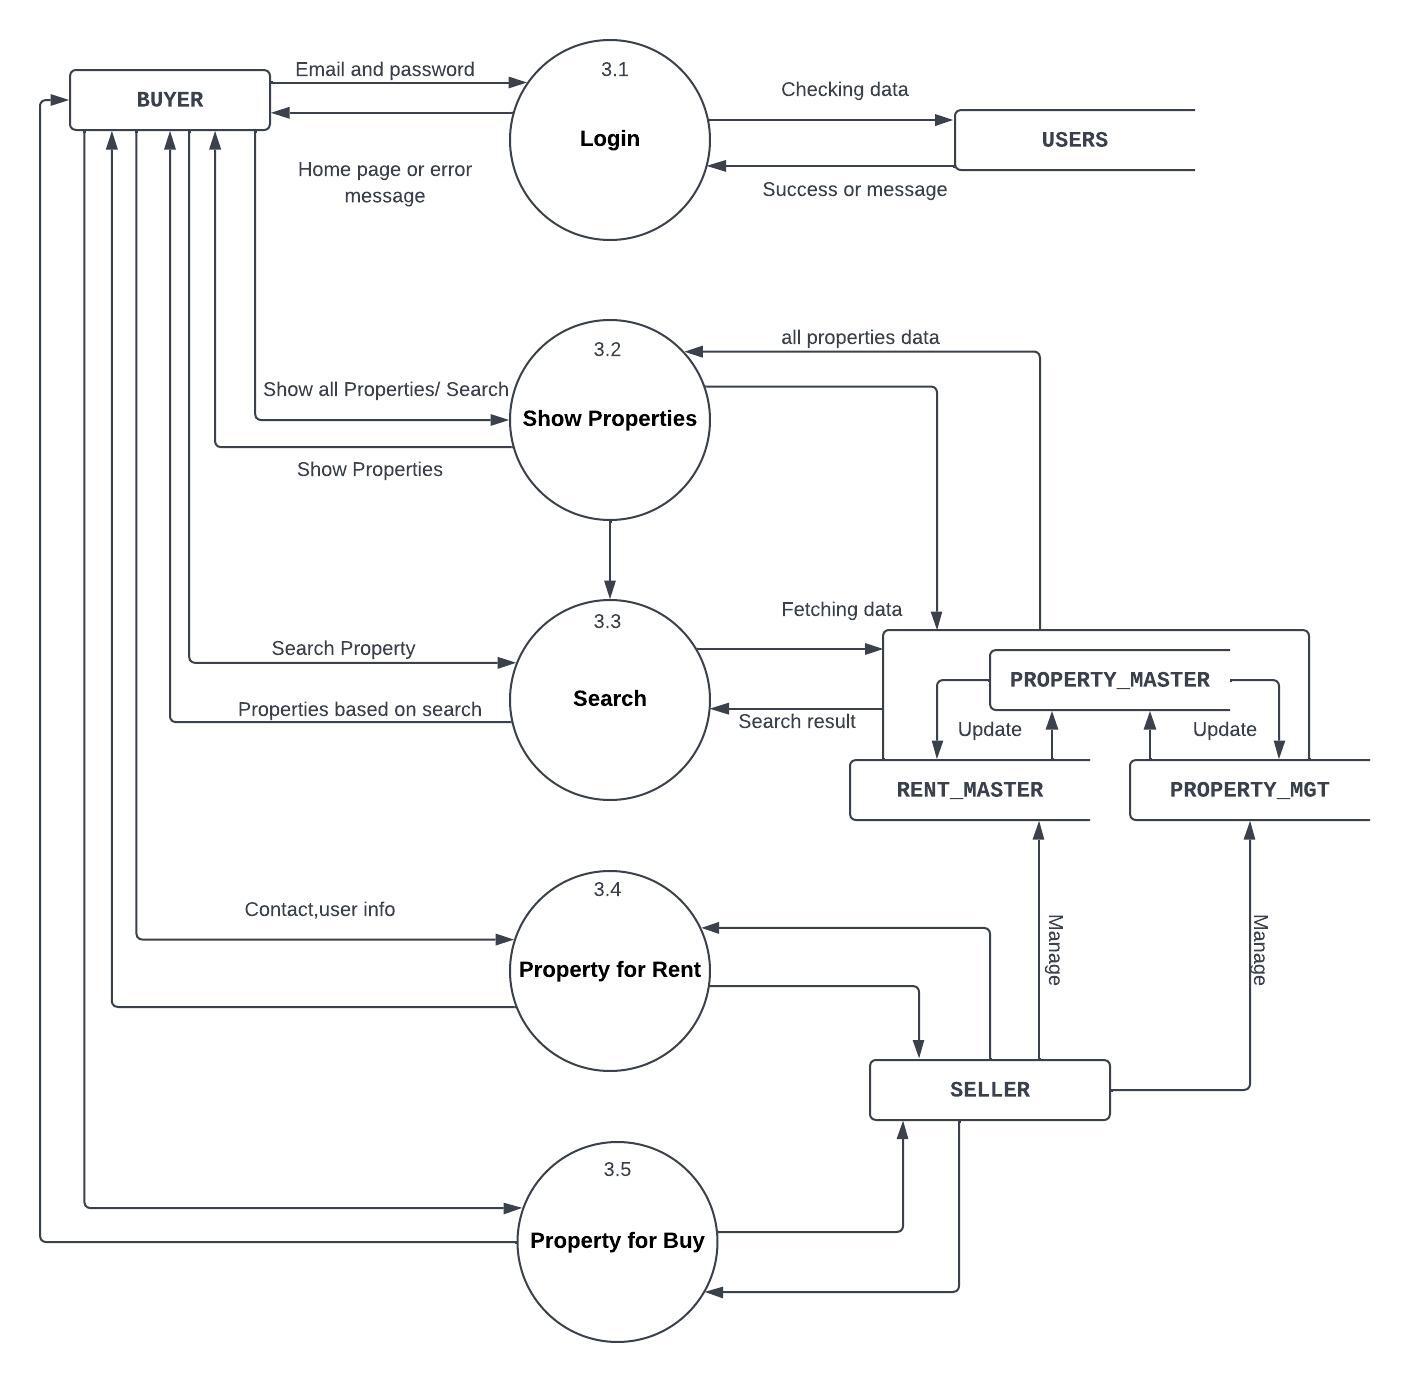 3.1
Email and password
Checking data
BUYER
Login
USERS
Home page or error
message
Success or message
3.2
all properties data
Show all Properties/ Search
Show Properties
Show Properties
3.3
Fetching data
Search Property
PROPERTY_MASTER
Search
Properties based on search
Search result
Update
Update
RENT_MASTER
PROPERTY_MGT
3.4
Contact,user info
Manage
Manage
Property for Rent
SELLER
3.5
Property for Buy